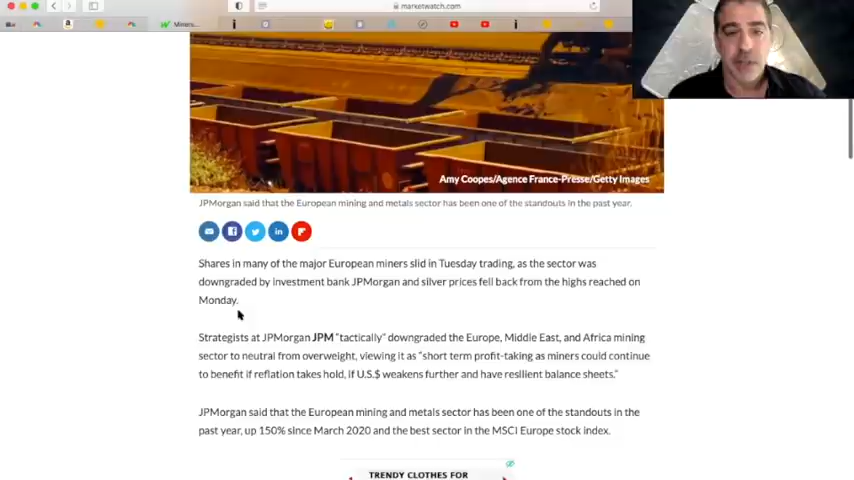 marketwatch.com
Miners...
Amy Coopes/Agence France-Presse/Getty Images
JPMorgan said that the European mining and metals sector has been one of the standouts in the past year.
Shares in many of the major European miners slid in Tuesday trading, as the sector was
downgraded by investment bank JPMorgan and silver prices fell back from the highs reached on
Monday.
Strategists at JPMorgan JPM "tactically" downgraded the Europe, Middle East, and Africa mining
sector to neutral from overweight, viewing it as "short term profit-taking as miners could continue
to benefit if reflation takes hold, if U.S.$ weakens further and have resilient balance sheets."
JPMorgan said that the European mining and metals sector has been one of the standouts in the
past year, up 150% since March 2020 and the best sector in the MSCI Europe stock index.
TRENDY CLOTHES FOR